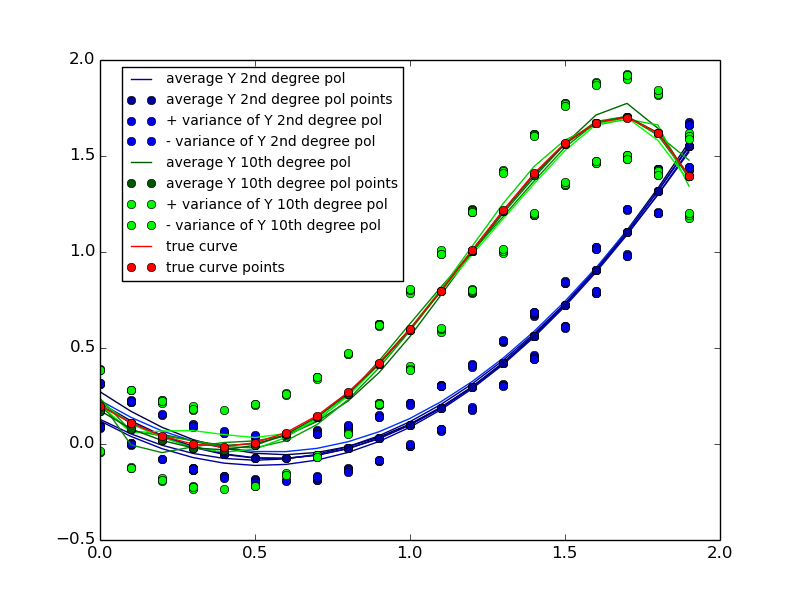 2.0
1.5
1.0
0.5
0.0
−0.5
average Y 2nd degree pol
average Y 2nd degree pol points
+ variance of Y 2nd degree pol
- variance of Y 2nd degree pol
average Y 10th degree pol
average Y 10th degree pol points
+ variance of Y 10th degree pol
- variance of Y 10th degree pol
true curve
true curve points
0.0 0.5 1.0 1.5 2.0